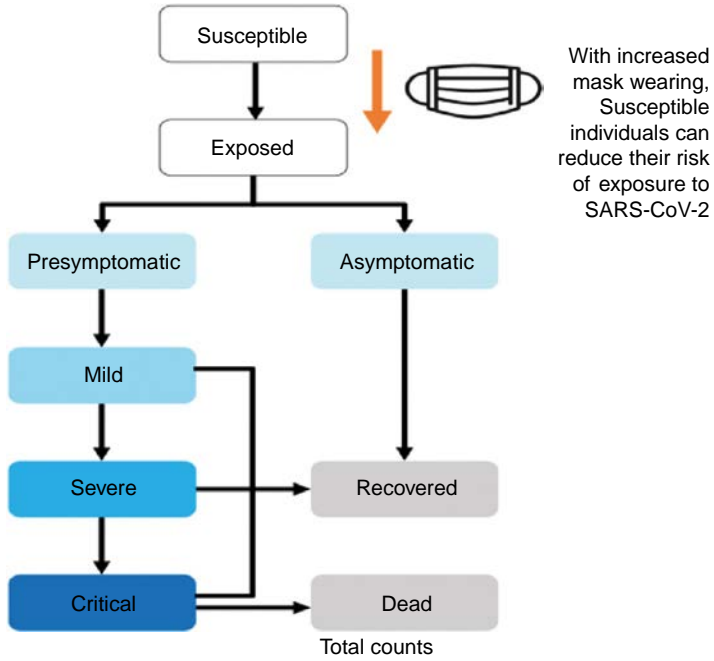 Susceptible
With increased
mask wearing,
Susceptible
individuals can
reduce their risk
of exposure to
SARS-CoV-2
Exposed
Presymptomatic
Asymptomatic
Mild
Severe
Recovered
Critical
Dead
Total counts